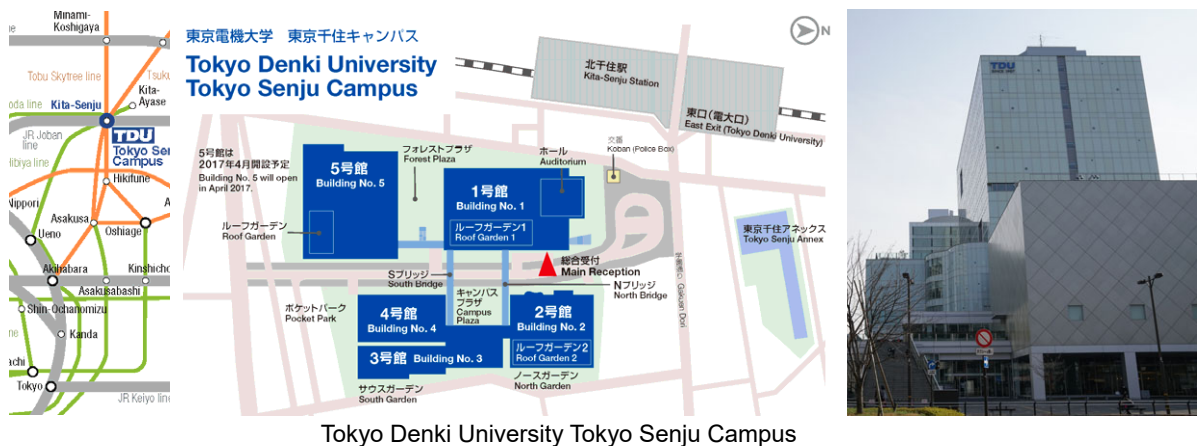 Minami-
Koshigaya
Tobu Skytree line
Tsuku
Kita-
Ayase
oda line
Kita-Senju
JR Joban
line
TDU
Tokyo Sen
Campus
Hibiya line
Hikifune
Nippori
Asakusa
Oshiage
A
Ueno
Akihabara
Kinshicho
Asakusabashi
Shin-Ochanomizu
Kanda
achi
Tokyo
JR Keiyo line
東京電機大学 東京千住キャンパス
Tokyo Denki University
Tokyo Senju Campus
N
北千住駅
Kita-Senju Station
東口(電大口)
East Exit (Tokyo Denki University)
交番
Koban (Police Box)
5号館は
2017年4月開設予定
Building No. 5 will open
in April 2017.
フォレストプラザ
Forest Plaza
ホール
Auditorium
5号館
Building No. 5
1号館
Building No. 1
ルーフガーデン
Roof Garden
ルーフガーデン1
Roof Garden 1
東京千住アネックス
Tokyo Senju Annex
総合受付
Main Reception
Sブリッジ
South Bridge
Nブリッジ
North Bridge
学園通り Gakuen Dori
ポケットパーク
Pocket Park
キャンパス
プラザ
Campus
Plaza
4号館
Building No. 4
2号館
Building No. 2
3号館 Building No. 3
ルーフガーデン2
Roof Garden 2
サウスガーデン
South Garden
ノースガーデン
North Garden
TDU
SINCE 1907
Tokyo Denki University Tokyo Senju Campus